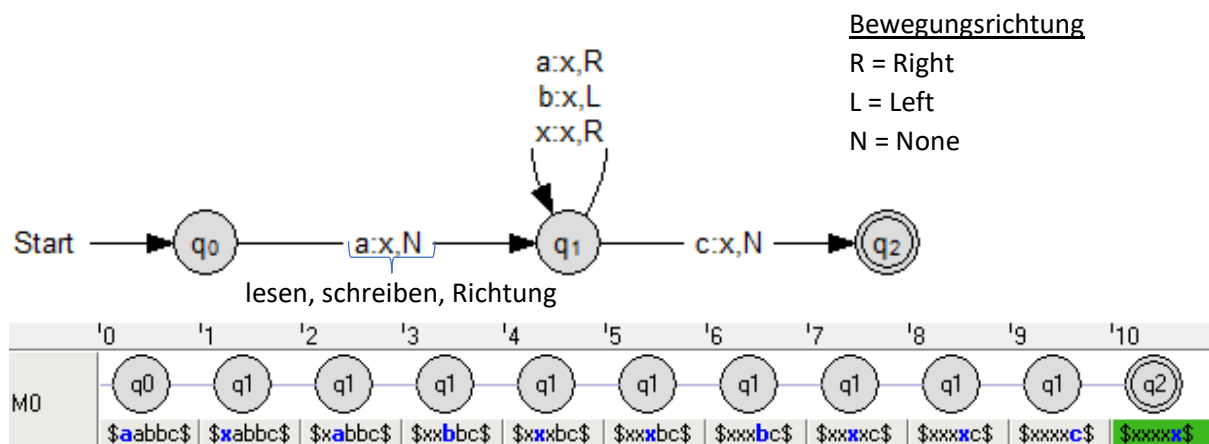 Bewegungsrichtung
R = Right
L = Left
N = None
a:x,R
b:x,L
x:x,R
Start q0 a:x,N q1 c:x,N q2
lesen, schreiben, Richtung
'0 '1 '2 '3 '4 '5 '6 '7 '8 '9 '10
M0 q0 q1 q1 q1 q1 q1 q1 q1 q1 q1 q2
$aabbc$ $xabbc$ $xabbc$ $xxbbc$ $xxxbc$ $xxxbc$ $xxxbc$ $xxxxc$ $xxxxc$ $xxxxc$ $xxxxx$